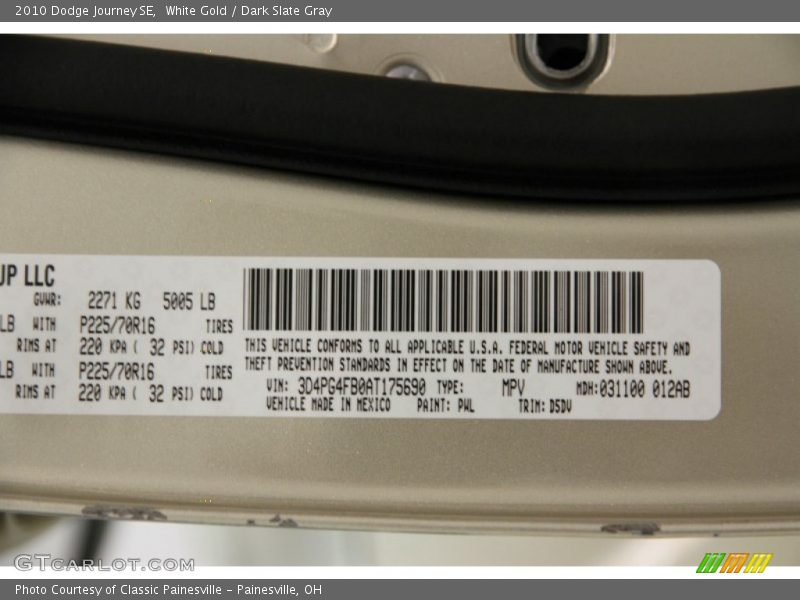 2010 Dodge Journey SE, White Gold / Dark Slate Gray
UP LLC
GVWR: 2271 KG 5005 LB
LB WITH P225/70R16 TIRES
RIMS AT 220 KPA ( 32 PSI) COLD
LB WITH P225/70R16 TIRES
RIMS AT 220 KPA ( 32 PSI) COLD
THIS VEHICLE CONFORMS TO ALL APPLICABLE U.S.A. FEDERAL MOTOR VEHICLE SAFETY AND
THEFT PREVENTION STANDARDS IN EFFECT ON THE DATE OF MANUFACTURE SHOWN ABOVE.
VIN: 3D4PG4FB0AT175690 TYPE: MPV MDH:031100 012AB
VEHICLE MADE IN MEXICO PAINT: PWL TRIM: D5DV
GTCARLOT.COM
Photo Courtesy of Classic Painesville - Painesville, OH